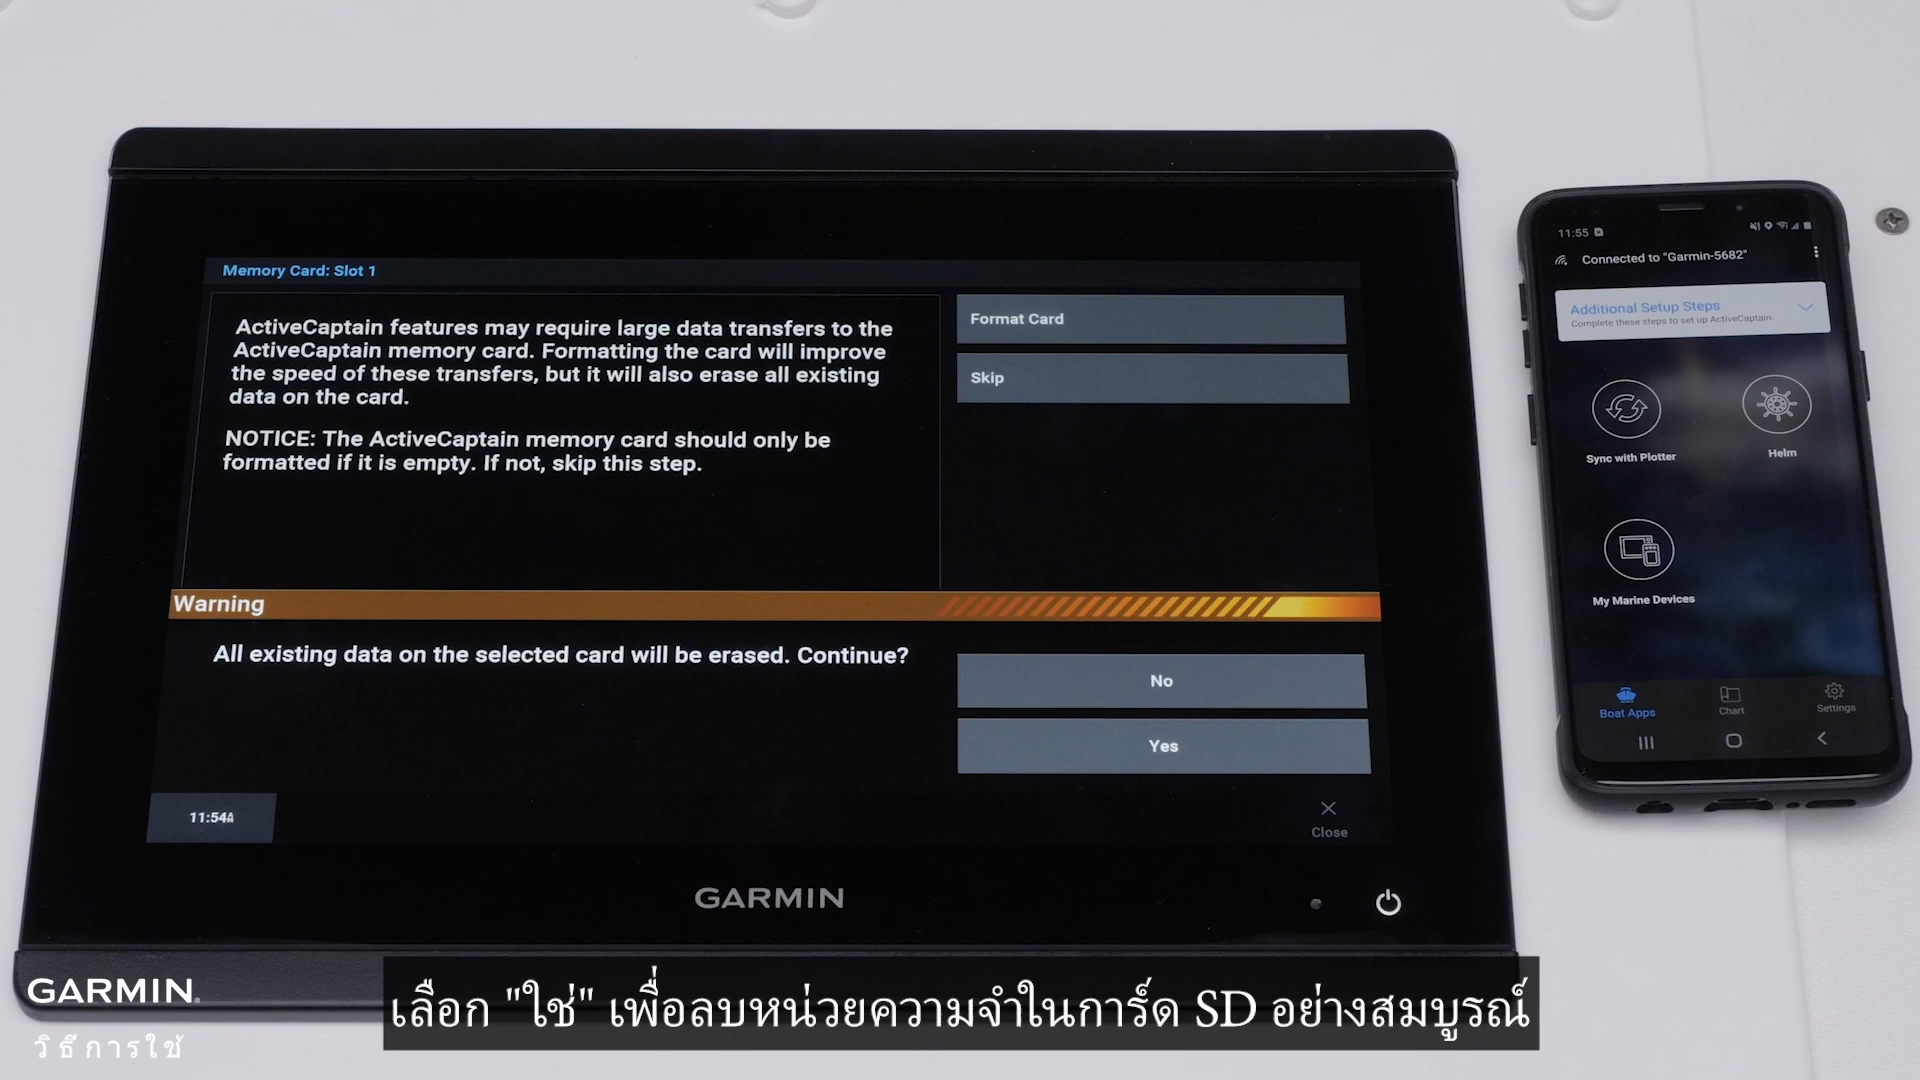 Memory Card: Slot 1
ActiveCaptain features may require large data transfers to the
ActiveCaptain memory card. Formatting the card will improve
the speed of these transfers, but it will also erase all existing
data on the card.
NOTICE: The ActiveCaptain memory card should only be
formatted if it is empty. If not, skip this step.
Format Card
Skip
Warning
All existing data on the selected card will be erased. Continue?
No
Yes
11:54A
Close
GARMIN
11:55
Connected to "Garmin-5682"
Additional Setup Steps
Complete these steps to set up ActiveCaptain.
Sync with Plotter
Helm
My Marine Devices
Boat Apps
Chart
Settings
GARMIN
วิธีการใช้
เลือก "ใช่" เพื่อลบหน่วยความจำในการ์ด SD อย่างสมบูรณ์